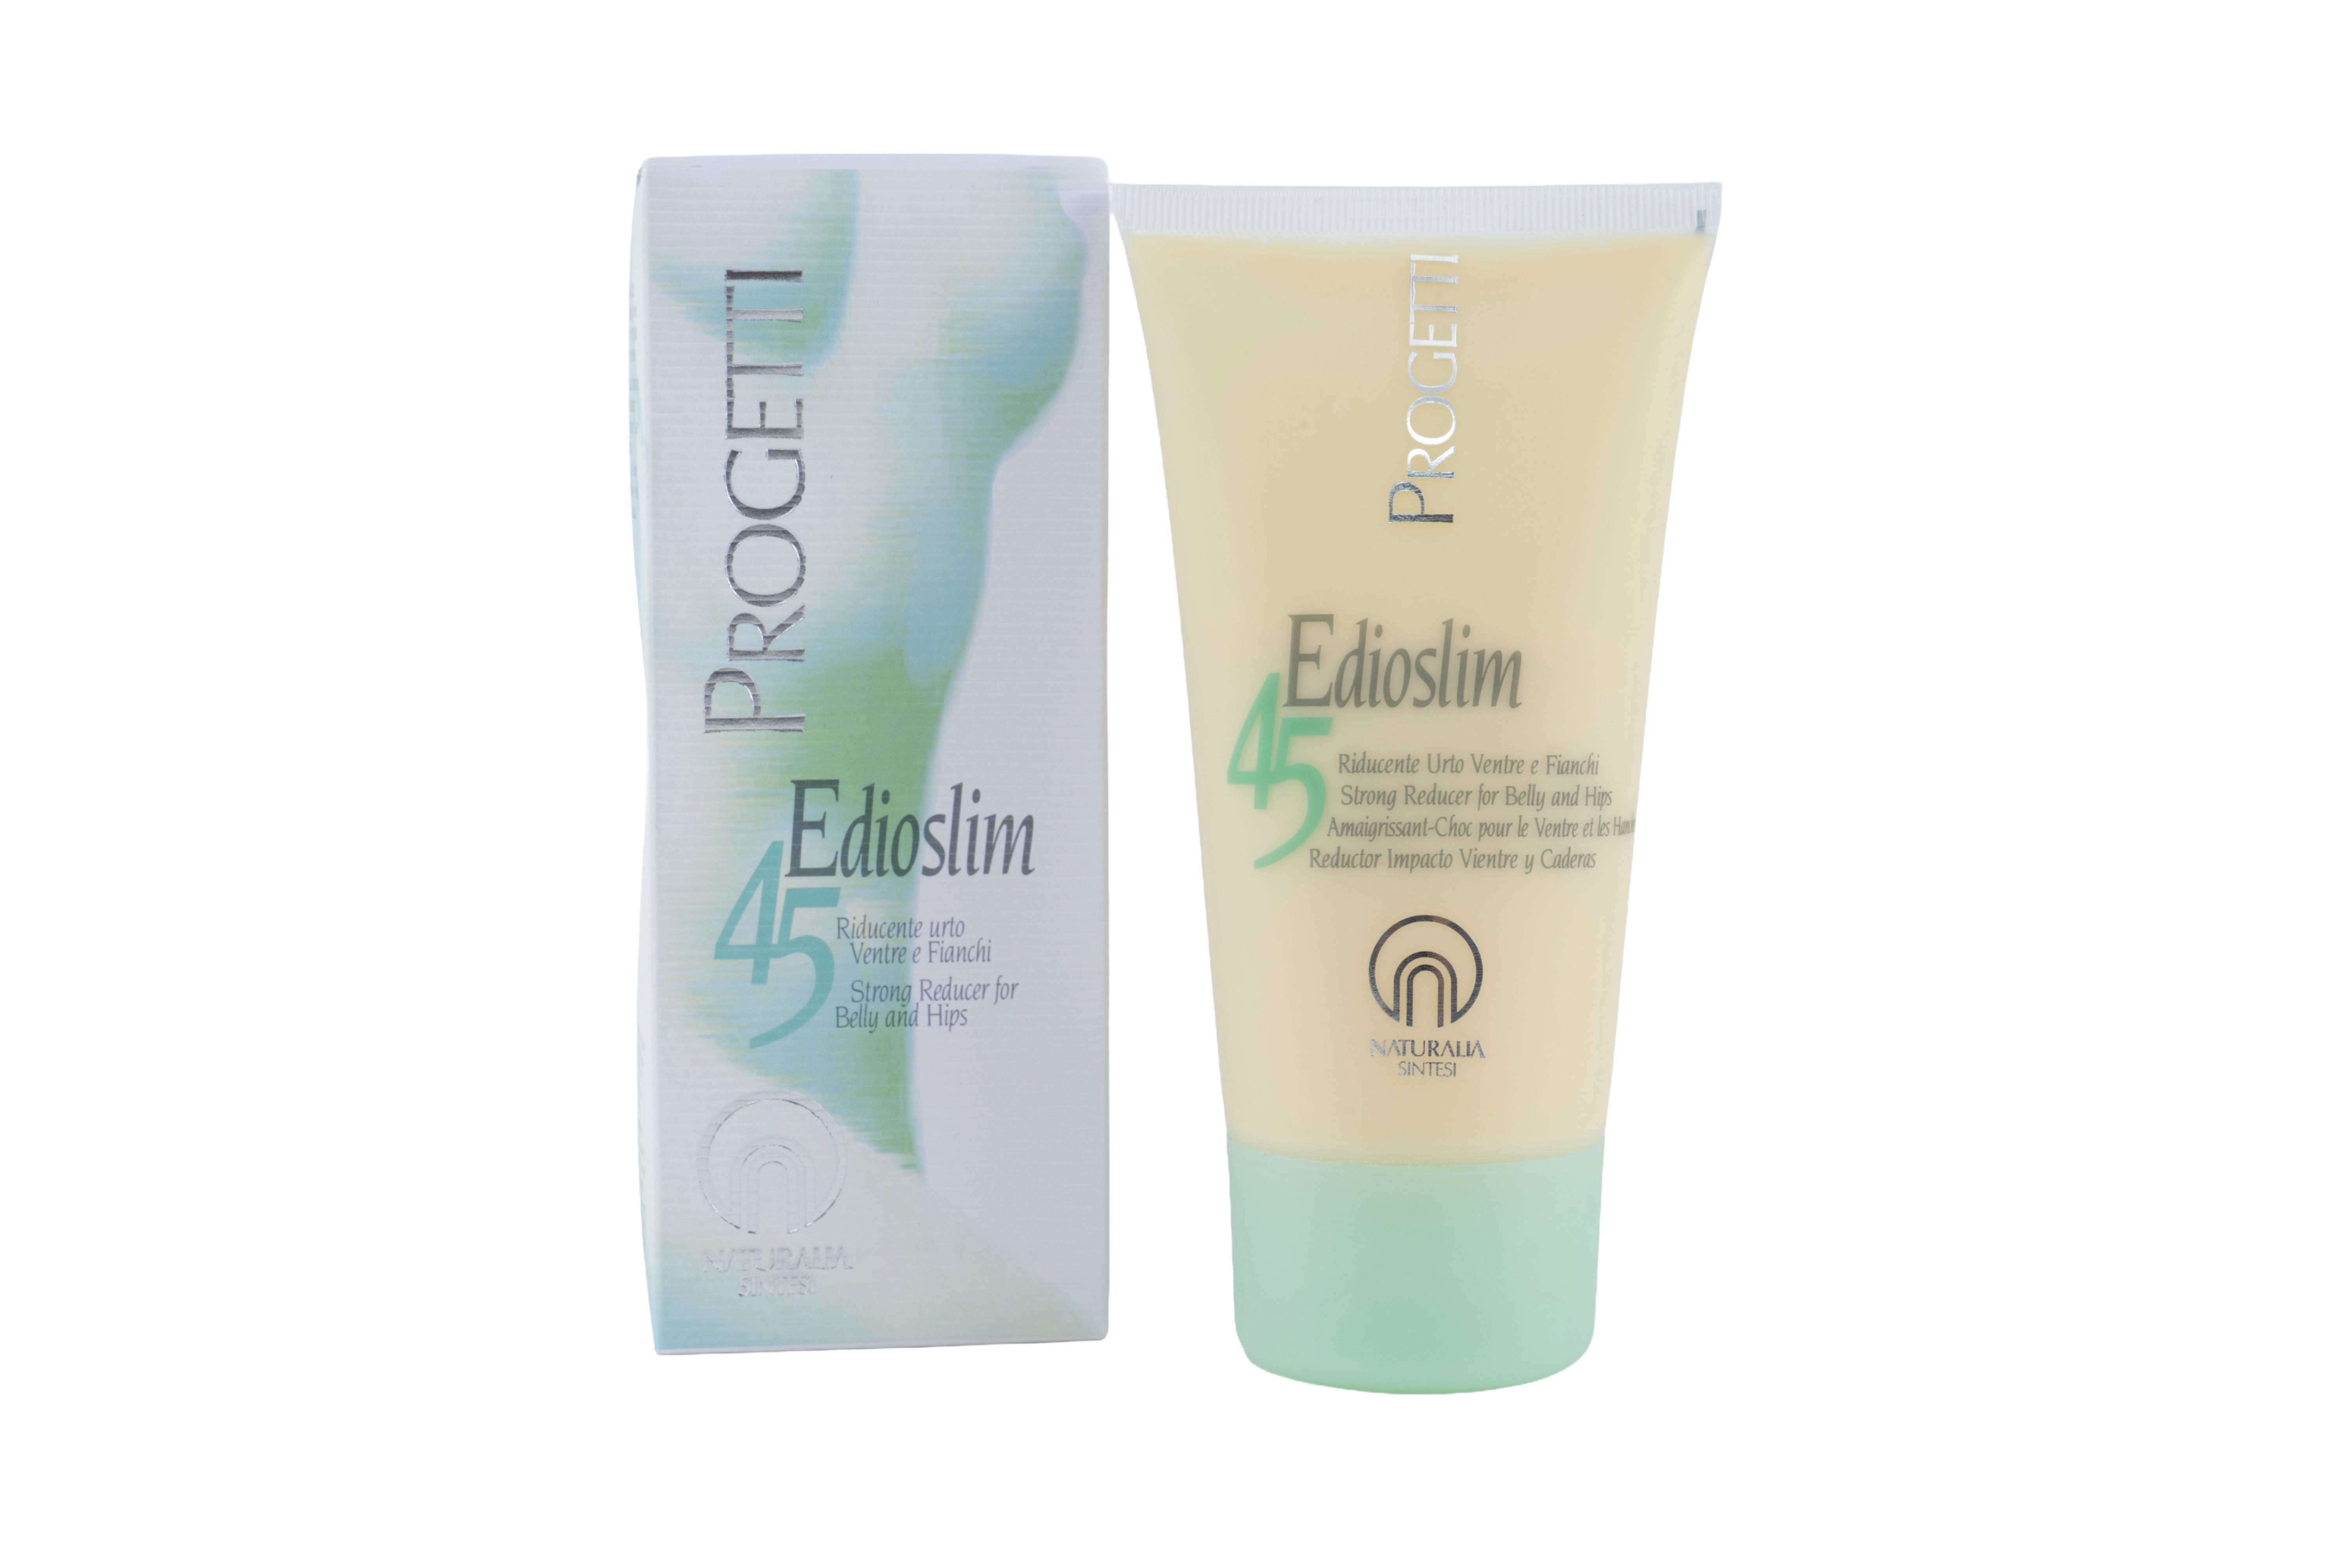 PROGETTI
Edioslim
45
Riducente urto
Ventre e Fianchi
Strong Reducer for
Belly and Hips
NATURALIA
SINTESI
PROGETTI
Edioslim
45
Riducente Urto Ventre e Fianchi
Strong Reducer for Belly and Hips
Amaigrissant-Choc pour le Ventre et les
Reductor Impacto Vientre y Caderas
NATURALIA
SINTESI